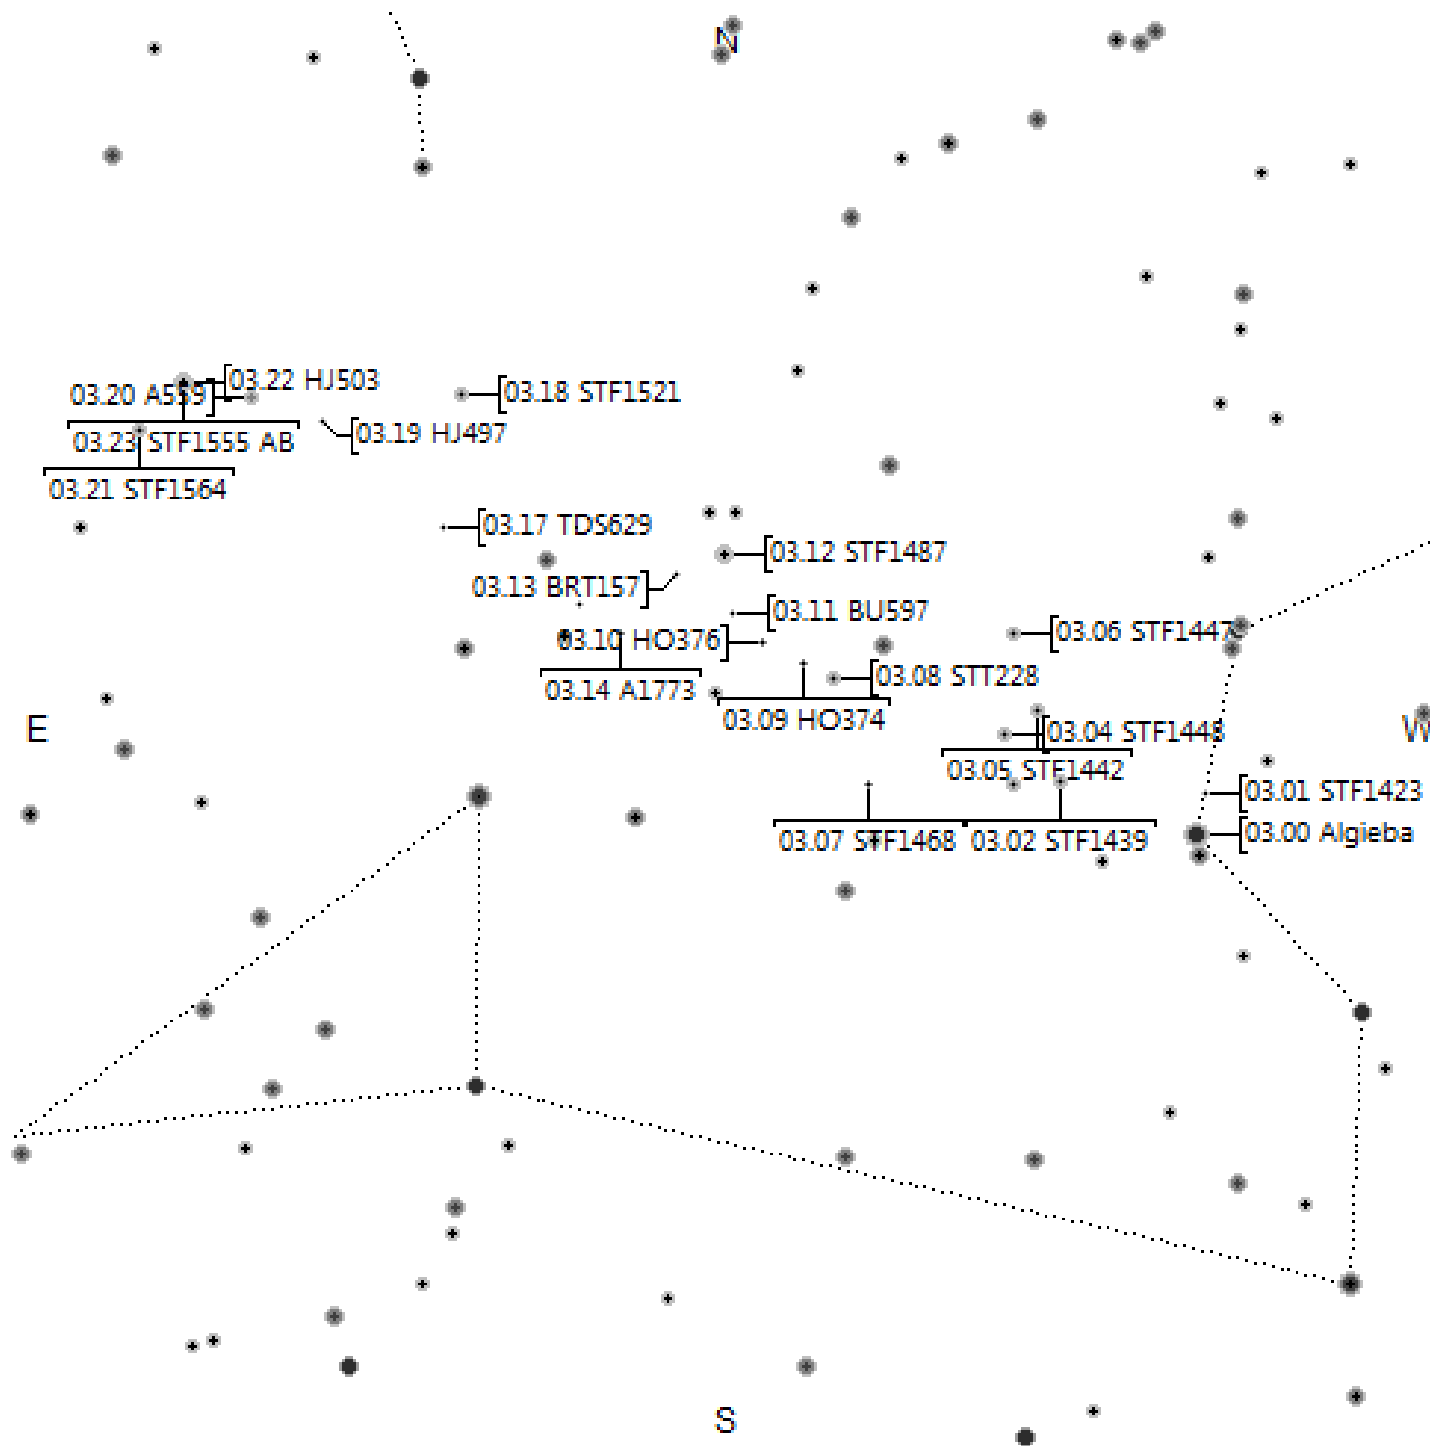 N
03.22 HJ503
03.20 A559
03.18 STF1521
03.23 STF1555 AB
03.19 HJ497
03.21 STF1564
03.17 TDS629
03.12 STF1487
03.13 BRT157
03.11 BU597
03.10 HO376
03.06 STF1447
03.08 STT228
03.14 A1773
03.09 HO374
E
W
03.04 STF1448
03.05 STF1442
03.01 STF1423
03.00 Algieba
03.07 STF1468
03.02 STF1439
S